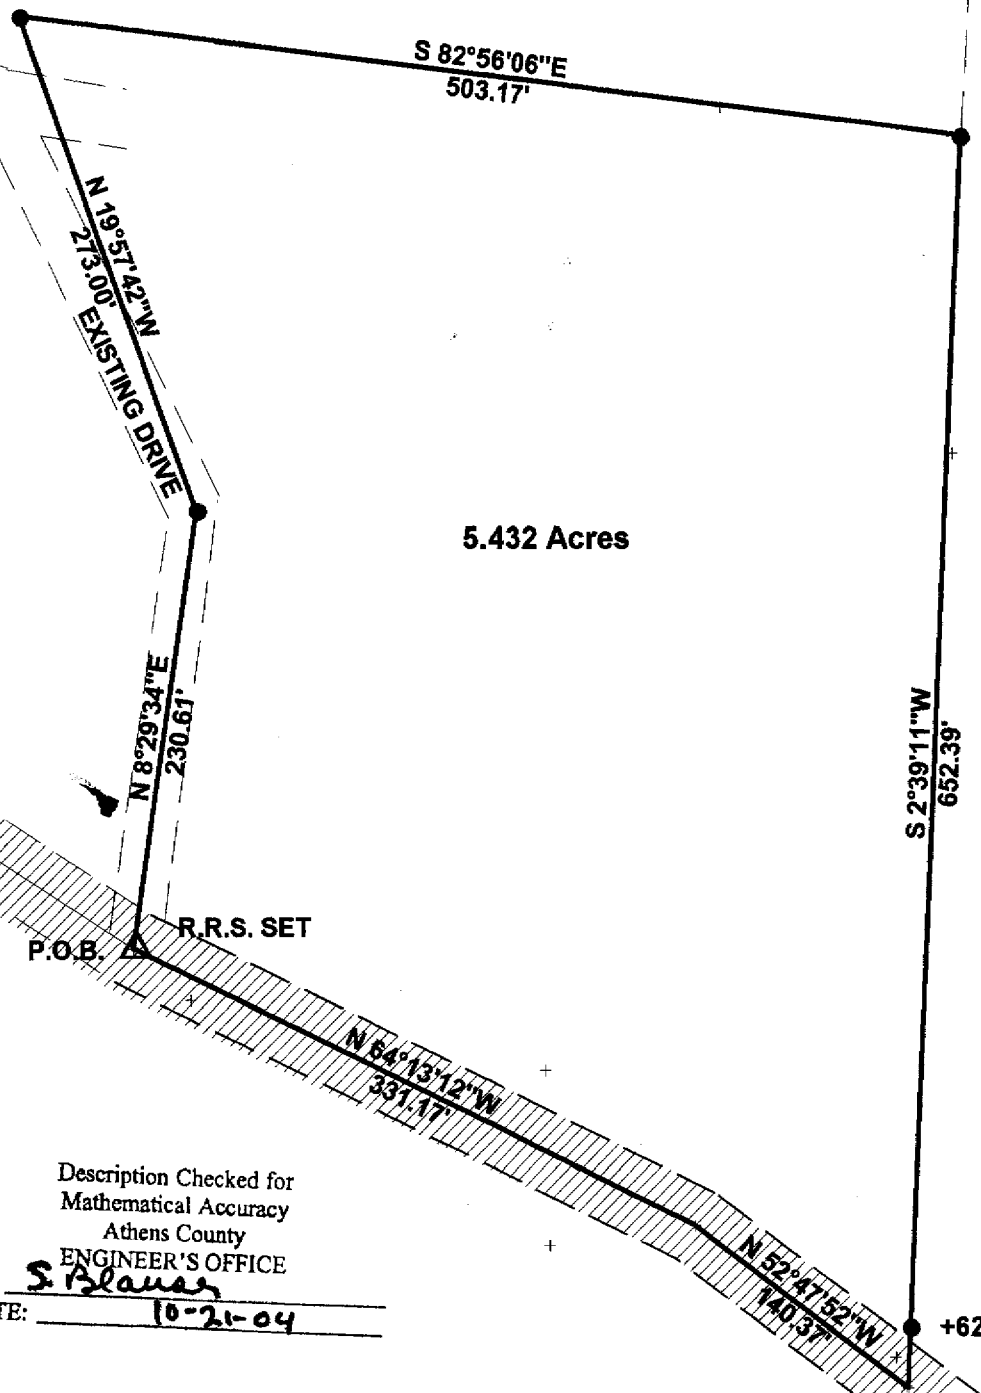 S 82°56'06"E
503.17'
N 19°57'42"W
273.00'
EXISTING DRIVE
5.432 Acres
N 8°29'34"E
230.61'
S 2°39'11"W
652.39'
R.R.S. SET
P.O.B.
N 64°13'12"W
331.17'
Description Checked for
Mathematical Accuracy
Athens County
ENGINEER'S OFFICE
S. Blauser
TE: 10-21-04
N 52°47'52"W
140.37'
+62